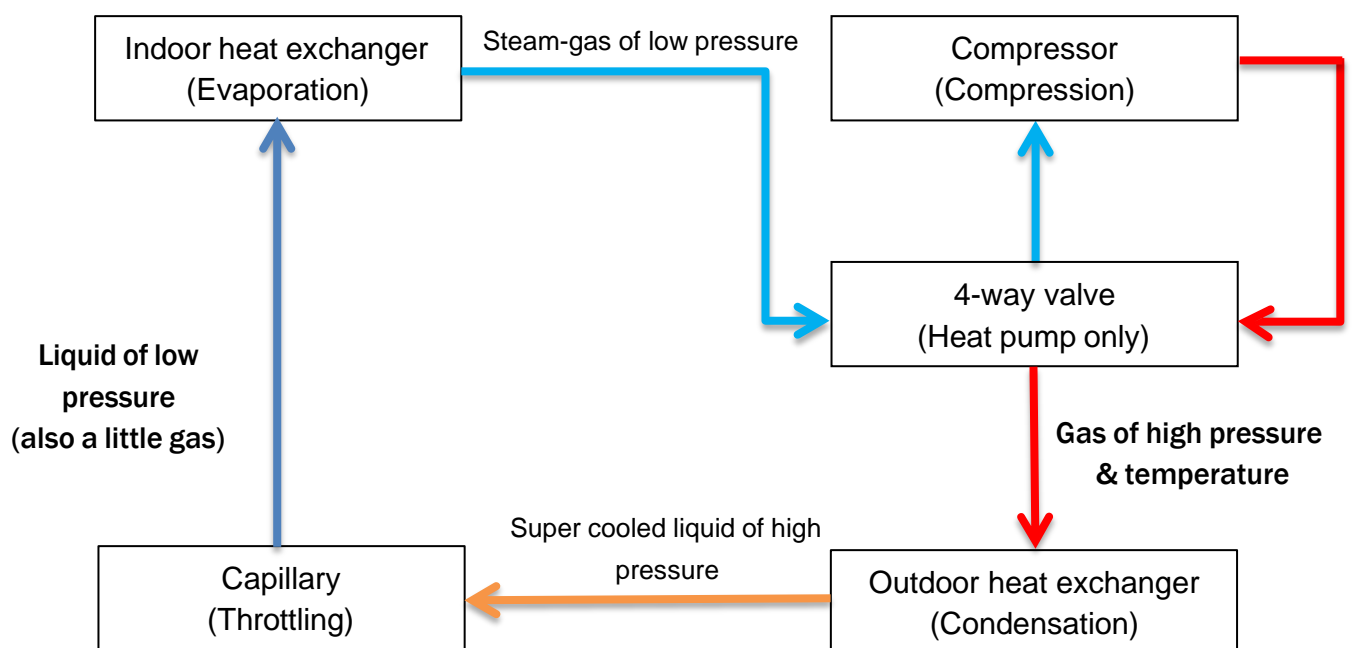 Indoor heat exchanger
(Evaporation)
Steam-gas of low pressure
Compressor
(Compression)
4-way valve
(Heat pump only)
Liquid of low
pressure
(also a little gas)
Gas of high pressure
& temperature
Super cooled liquid of high
pressure
Capillary
(Throttling)
Outdoor heat exchanger
(Condensation)